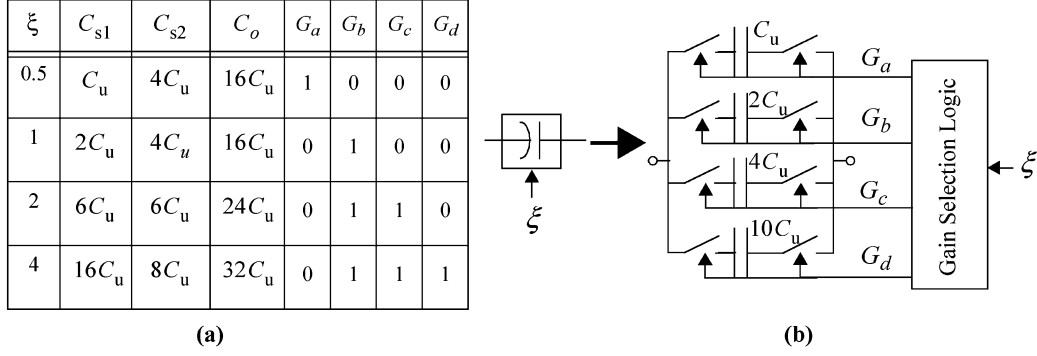 ξ C_s1 C_s2 C_o G_a G_b G_c G_d
0.5 C_u 4C_u 16C_u 1 0 0 0
1 2C_u 4C_u 16C_u 0 1 0 0
2 6C_u 6C_u 24C_u 0 1 1 0
4 16C_u 8C_u 32C_u 0 1 1 1
(a)
ξ
C_u
G_a
2C_u
G_b
4C_u
G_c
10C_u
G_d
Gain Selection Logic
ξ
(b)